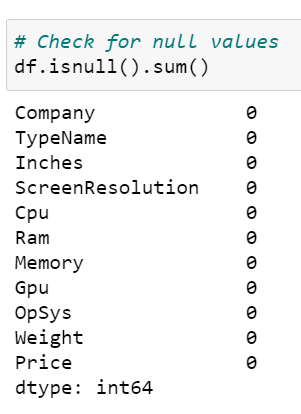 # Check for null values
df.isnull().sum()
Company 0
TypeName 0
Inches 0
ScreenResolution 0
Cpu 0
Ram 0
Memory 0
Gpu 0
OpSys 0
Weight 0
Price 0
dtype: int64